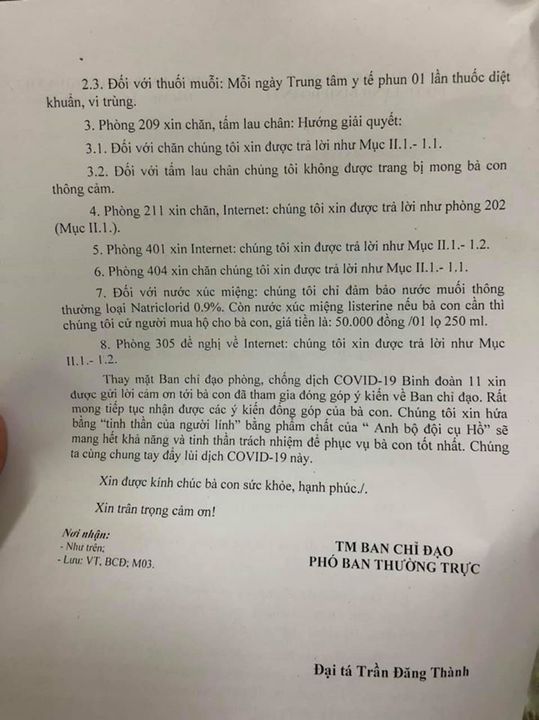 2.3. Đối với thuối muỗi: Mỗi ngày Trung tâm y tế phun 01 lần thuốc diệt
khuẩn, vi trùng.
3. Phòng 209 xin chăn, tấm lau chân: Hướng giải quyết:
3.1. Đối với chăn chúng tôi xin được trả lời như Mục II.1.- 1.1.
3.2. Đối với tấm lau chân chúng tôi không được trang bị mong bà con
thông cảm.
4. Phòng 211 xin chăn, Internet: chúng tôi xin được trả lời như phòng 202
(Mục II.1.).
5. Phòng 401 xin Internet: chúng tôi xin được trả lời như Mục II.1.- 1.2.
6. Phòng 404 xin chăn chúng tôi xin được trả lời như Mục II.1.- 1.1.
7. Đối với nước xúc miệng: chúng tôi chỉ đảm bảo nước muối thông
thường loại Natriclorid 0.9%. Còn nước xúc miệng listerine nếu bà con cần thì
chúng tôi cử người mua hộ cho bà con, giá tiền là: 50.000 đồng /01 lọ 250 ml.
8. Phòng 305 đề nghị về Internet: chúng tôi xin được trả lời như Mục
II.1.- 1.2.
Thay mặt Ban chỉ đạo phòng, chống dịch COVID-19 Binh đoàn 11 xin
được gửi lời cảm ơn tới bà con đã tham gia đóng góp ý kiến về Ban chỉ đạo. Rất
mong tiếp tục nhận được các ý kiến đóng góp của bà con. Chúng tôi xin hứa
bằng "tinh thần của người lính" bằng phẩm chất của " Anh bộ đội cụ Hồ" sẽ
mang hết khả năng và tinh thần trách nhiệm để phục vụ bà con tốt nhất. Chúng
ta cùng chung tay đẩy lùi dịch COVID-19 này.
Xin được kính chúc bà con sức khỏe, hạnh phúc./.
Xin trân trọng cảm ơn!
Nơi nhận:
- Như trên;
- Lưu: VT, BCĐ; M03.
TM BAN CHỈ ĐẠO
PHÓ BAN THƯỜNG TRỰC
Đại tá Trần Đăng Thành